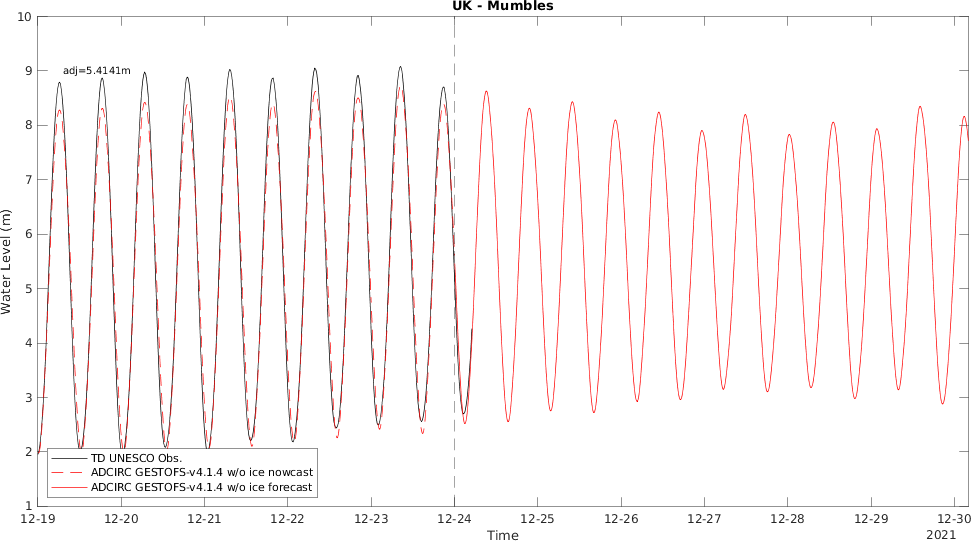 UK - Mumbles
10
9
8
7
6
5
4
3
2
1
Water Level (m)
adj=5.4141m
TD UNESCO Obs.
ADCIRC GESTOFS-v4.1.4 w/o ice nowcast
ADCIRC GESTOFS-v4.1.4 w/o ice forecast
12-19 12-20 12-21 12-22 12-23 12-24 12-25 12-26 12-27 12-28 12-29 12-30
Time
2021